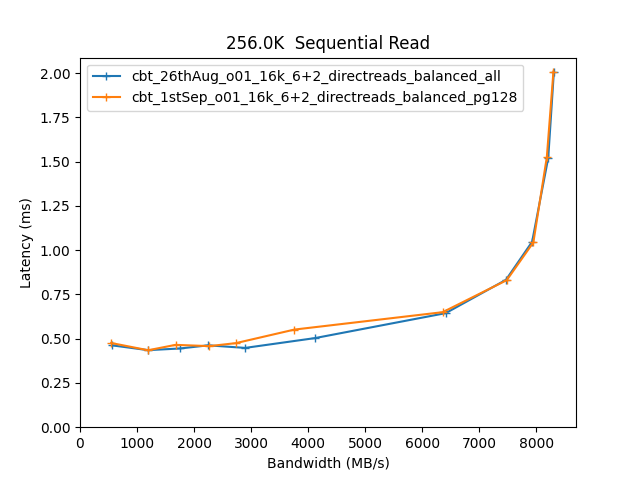 256.0K  Sequential Read
cbt_26thAug_o01_16k_6+2_directreads_balanced_all
cbt_1stSep_o01_16k_6+2_directreads_balanced_pg128
Latency (ms)
2.00
1.75
1.50
1.25
1.00
0.75
0.50
0.25
0.00
0 1000 2000 3000 4000 5000 6000 7000 8000
Bandwidth (MB/s)